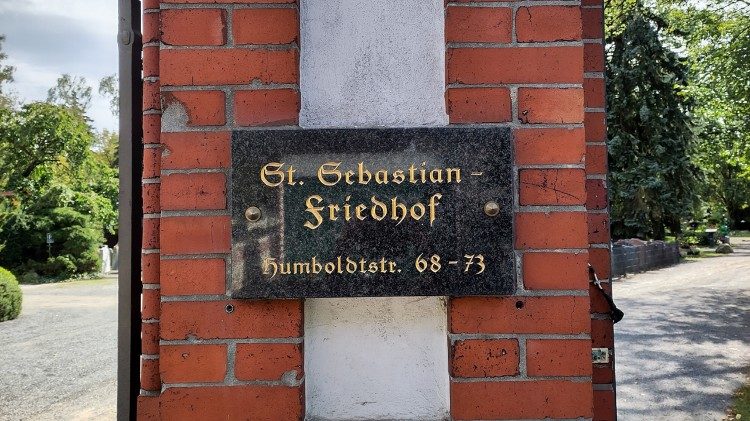 St. Sebastian-
Friedhof
Humboldtstr. 68-73